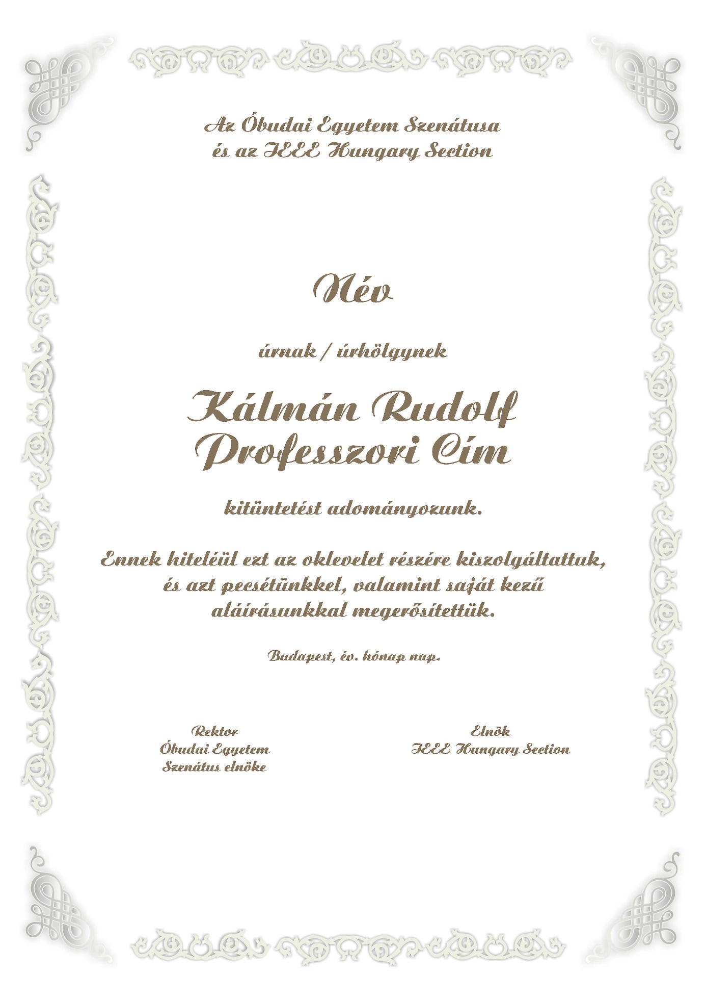 Az Óbudai Egyetem Szenátusa
és az IEEE Hungary Section
Név
úrnak / úrhölgynek
Kálmán Rudolf
Professzori Cím
kitüntetést adományozunk.
Ennek hiteléül ezt az oklevelet részére kiszolgáltattuk,
és azt pecsétünkkel, valamint saját kezű
aláírásunkkal megerősítettük.
Budapest, év. hónap nap.
Rektor
Óbudai Egyetem
Szenátus elnöke
Elnök
IEEE Hungary Section